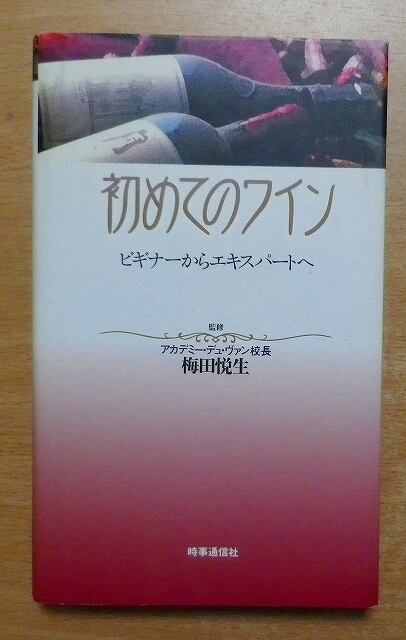 初めてのワイン
ビギナーからエキスパートへ
監修
アカデミー・デュ・ヴァン校長
梅田悦生
時事通信社